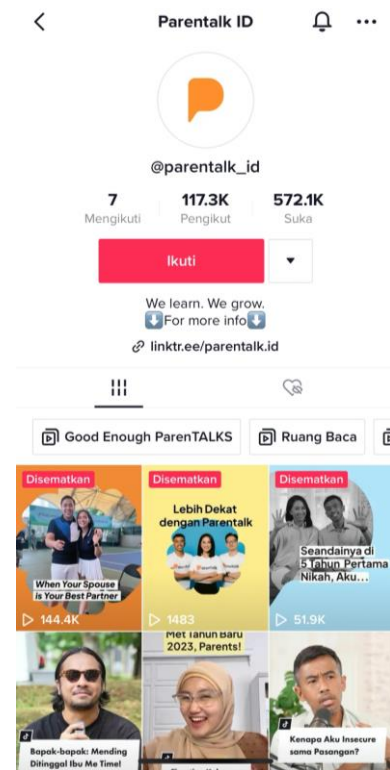 Parentalk ID
@parentalk_id
7
Mengikuti
117.3K
Pengikut
572.1K
Suka
Ikuti
We learn. We grow.
⬇️For more info⬇️
linktr.ee/parentalk.id
Good Enough ParenTALKS
Ruang Baca
Disematkan
When Your Spouse
is Your Best Partner
144.4K
Disematkan
Lebih Dekat
dengan Parentalk
1483
Disematkan
Seandainya di
5 Tahun Pertama
Nikah, Aku...
51.9K
Bapak-bapak: Mending
Ditinggal Ibu Me Time!
Met Tahun Baru
2023, Parents!
Kenapa Aku Insecure
sama Pasangan?